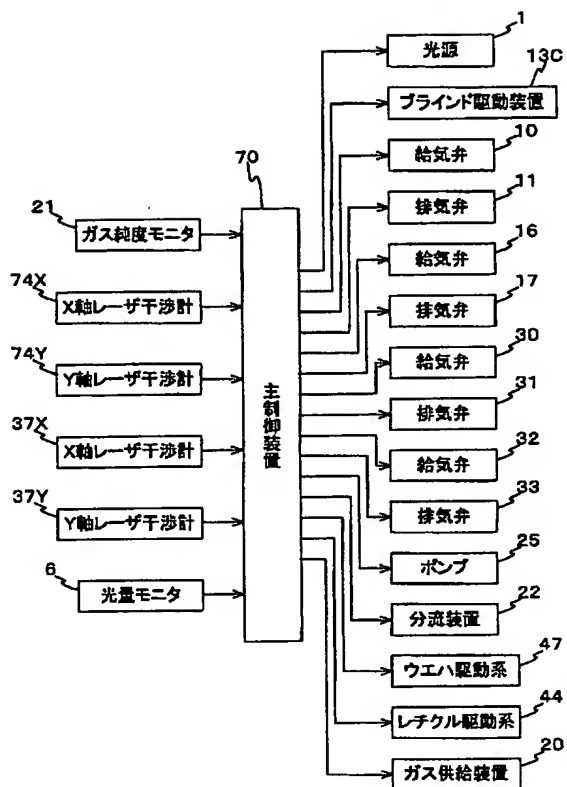 1
光源
13C
ブラインド駆動装置
10
給気弁
70
11
排気弁
21
ガス純度モニタ
16
給気弁
74X
X軸レーザ干渉計
17
排気弁
74Y
Y軸レーザ干渉計
30
給気弁
主制御装置
31
排気弁
37X
X軸レーザ干渉計
32
給気弁
37Y
Y軸レーザ干渉計
33
排気弁
6
光量モニタ
25
ポンプ
22
分流装置
47
ウエハ駆動系
44
レチクル駆動系
20
ガス供給装置